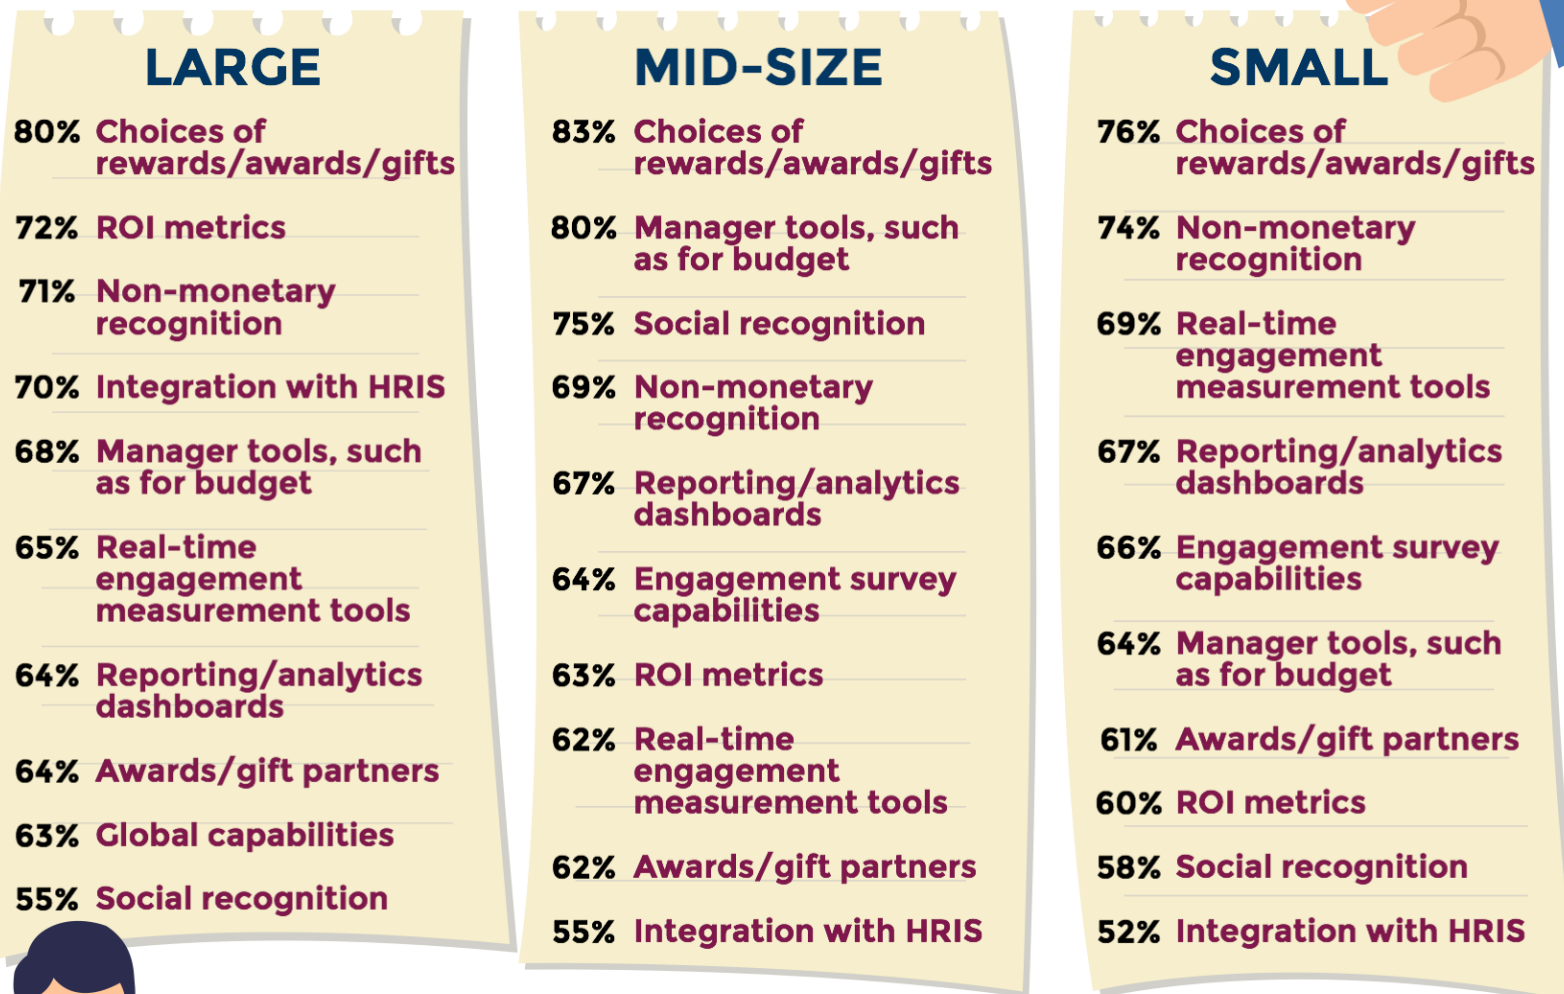 LARGE
80% Choices of
rewards/awards/gifts
72% ROI metrics
71% Non-monetary
recognition
70% Integration with HRIS
68% Manager tools, such
as for budget
65% Real-time
engagement
measurement tools
64% Reporting/analytics
dashboards
64% Awards/gift partners
63% Global capabilities
55% Social recognition
MID-SIZE
83% Choices of
rewards/awards/gifts
80% Manager tools, such
as for budget
75% Social recognition
69% Non-monetary
recognition
67% Reporting/analytics
dashboards
64% Engagement survey
capabilities
63% ROI metrics
62% Real-time
engagement
measurement tools
62% Awards/gift partners
55% Integration with HRIS
SMALL
76% Choices of
rewards/awards/gifts
74% Non-monetary
recognition
69% Real-time
engagement
measurement tools
67% Reporting/analytics
dashboards
66% Engagement survey
capabilities
64% Manager tools, such
as for budget
61% Awards/gift partners
60% ROI metrics
58% Social recognition
52% Integration with HRIS